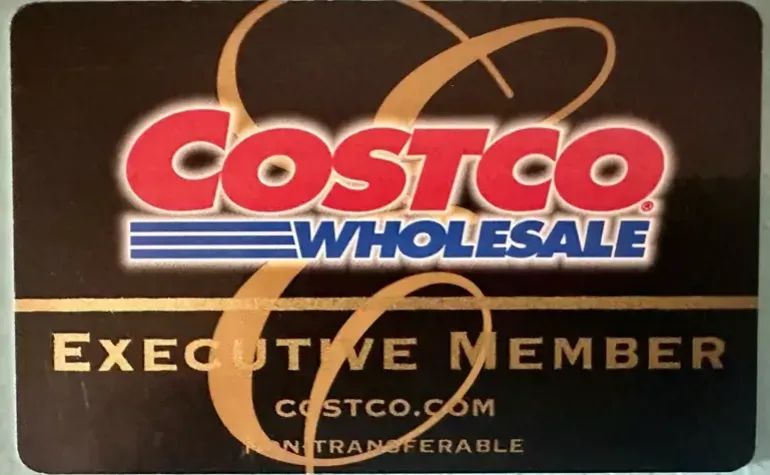 COSTCO®
WHOLESALE
EXECUTIVE MEMBER
COSTCO.COM
NON-TRANSFERABLE